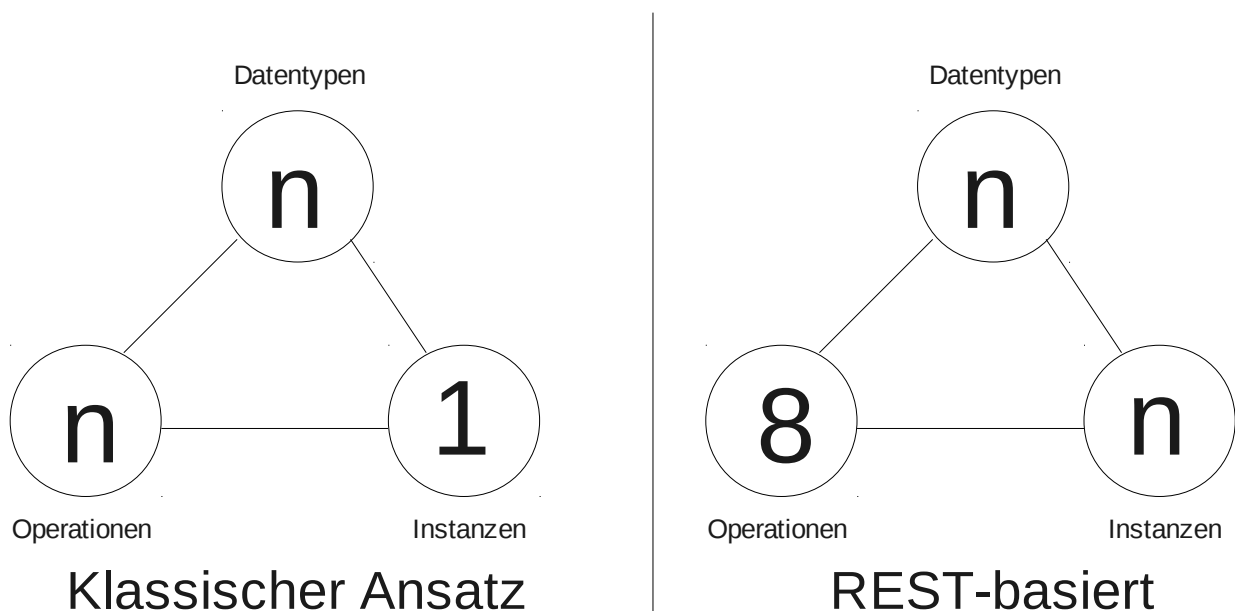 Datentypen
n
n
1
Operationen
Instanzen
Klassischer Ansatz
Datentypen
n
8
n
Operationen
Instanzen
REST-basiert